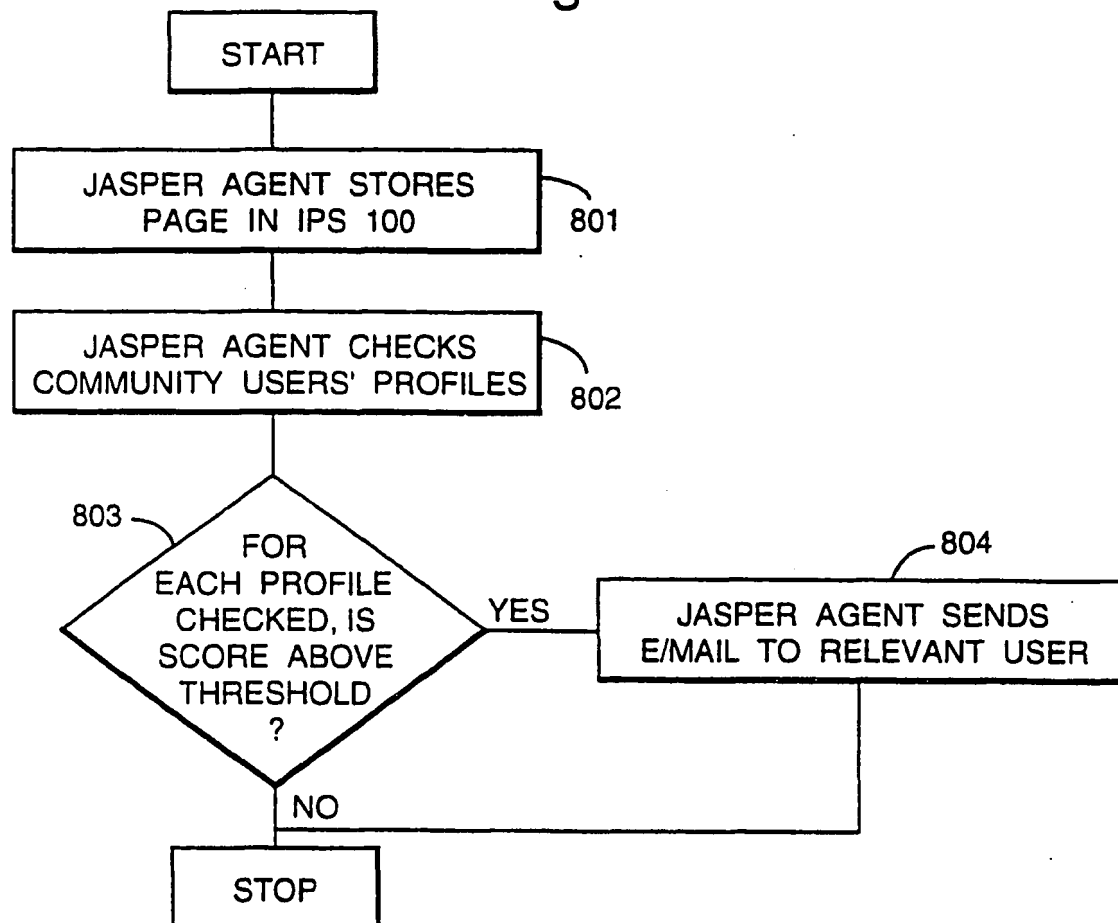 START
JASPER AGENT STORES
PAGE IN IPS 100
801
JASPER AGENT CHECKS
COMMUNITY USERS' PROFILES
802
803
FOR
EACH PROFILE
CHECKED, IS
SCORE ABOVE
THRESHOLD
?
YES
804
JASPER AGENT SENDS
E/MAIL TO RELEVANT USER
NO
STOP